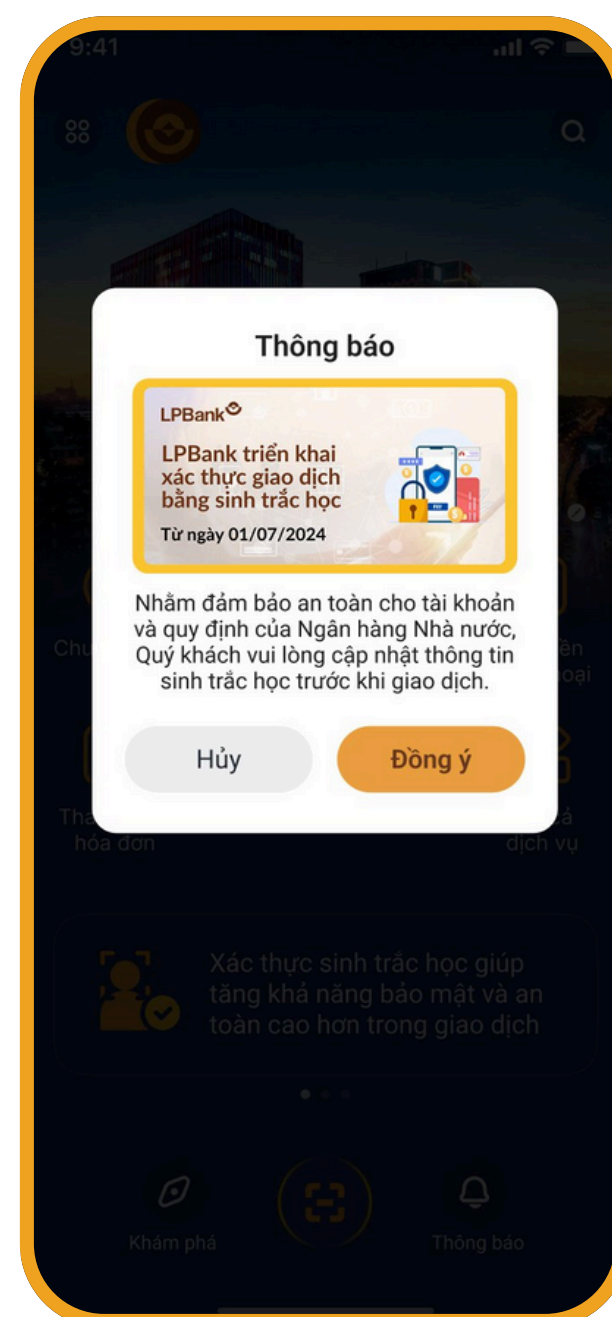 9:41
Thông báo
LPBank
LPBank triển khai
xác thực giao dịch
bằng sinh trắc học
Từ ngày 01/07/2024
Nhằm đảm bảo an toàn cho tài khoản
và quy định của Ngân hàng Nhà nước,
Quý khách vui lòng cập nhật thông tin
sinh trắc học trước khi giao dịch.
Hủy
Đồng ý
hóa đơn
dịch vụ
Xác thực sinh trắc học giúp
tăng khả năng bảo mật và an
toàn cao hơn trong giao dịch
Khám phá
Thông báo